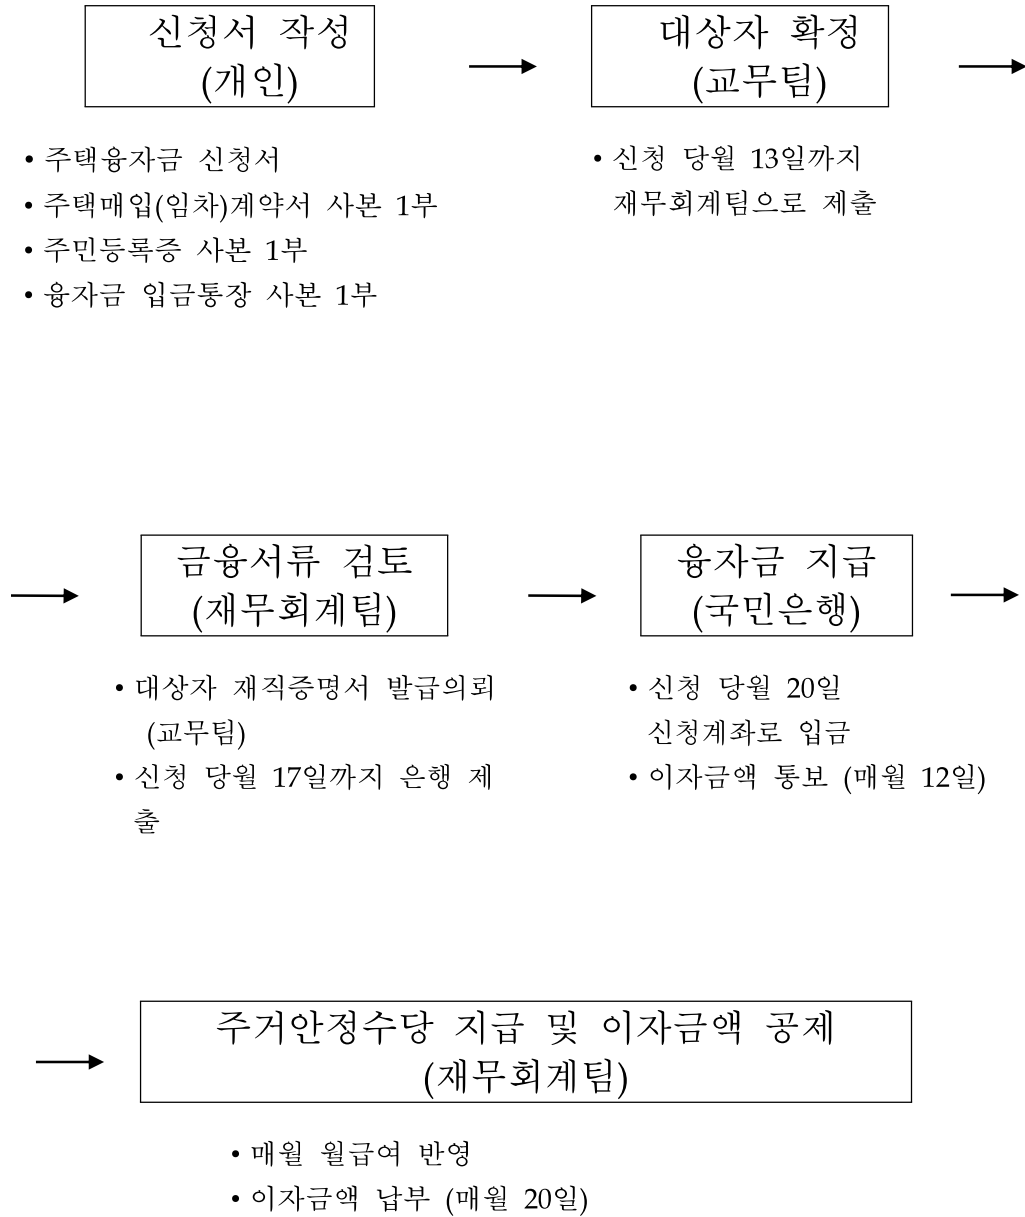 신청서 작성
(개인)
대상자 확정
(교무팀)
• 주택융자금 신청서
• 주택매입(임차)계약서 사본 1부
• 주민등록증 사본 1부
• 융자금 입금통장 사본 1부
• 신청 당월 13일까지
재무회계팀으로 제출
금융서류 검토
(재무회계팀)
융자금 지급
(국민은행)
• 대상자 재직증명서 발급의뢰
(교무팀)
• 신청 당월 17일까지 은행 제
출
• 신청 당월 20일
신청계좌로 입금
• 이자금액 통보 (매월 12일)
주거안정수당 지급 및 이자금액 공제
(재무회계팀)
• 매월 월급여 반영
• 이자금액 납부 (매월 20일)